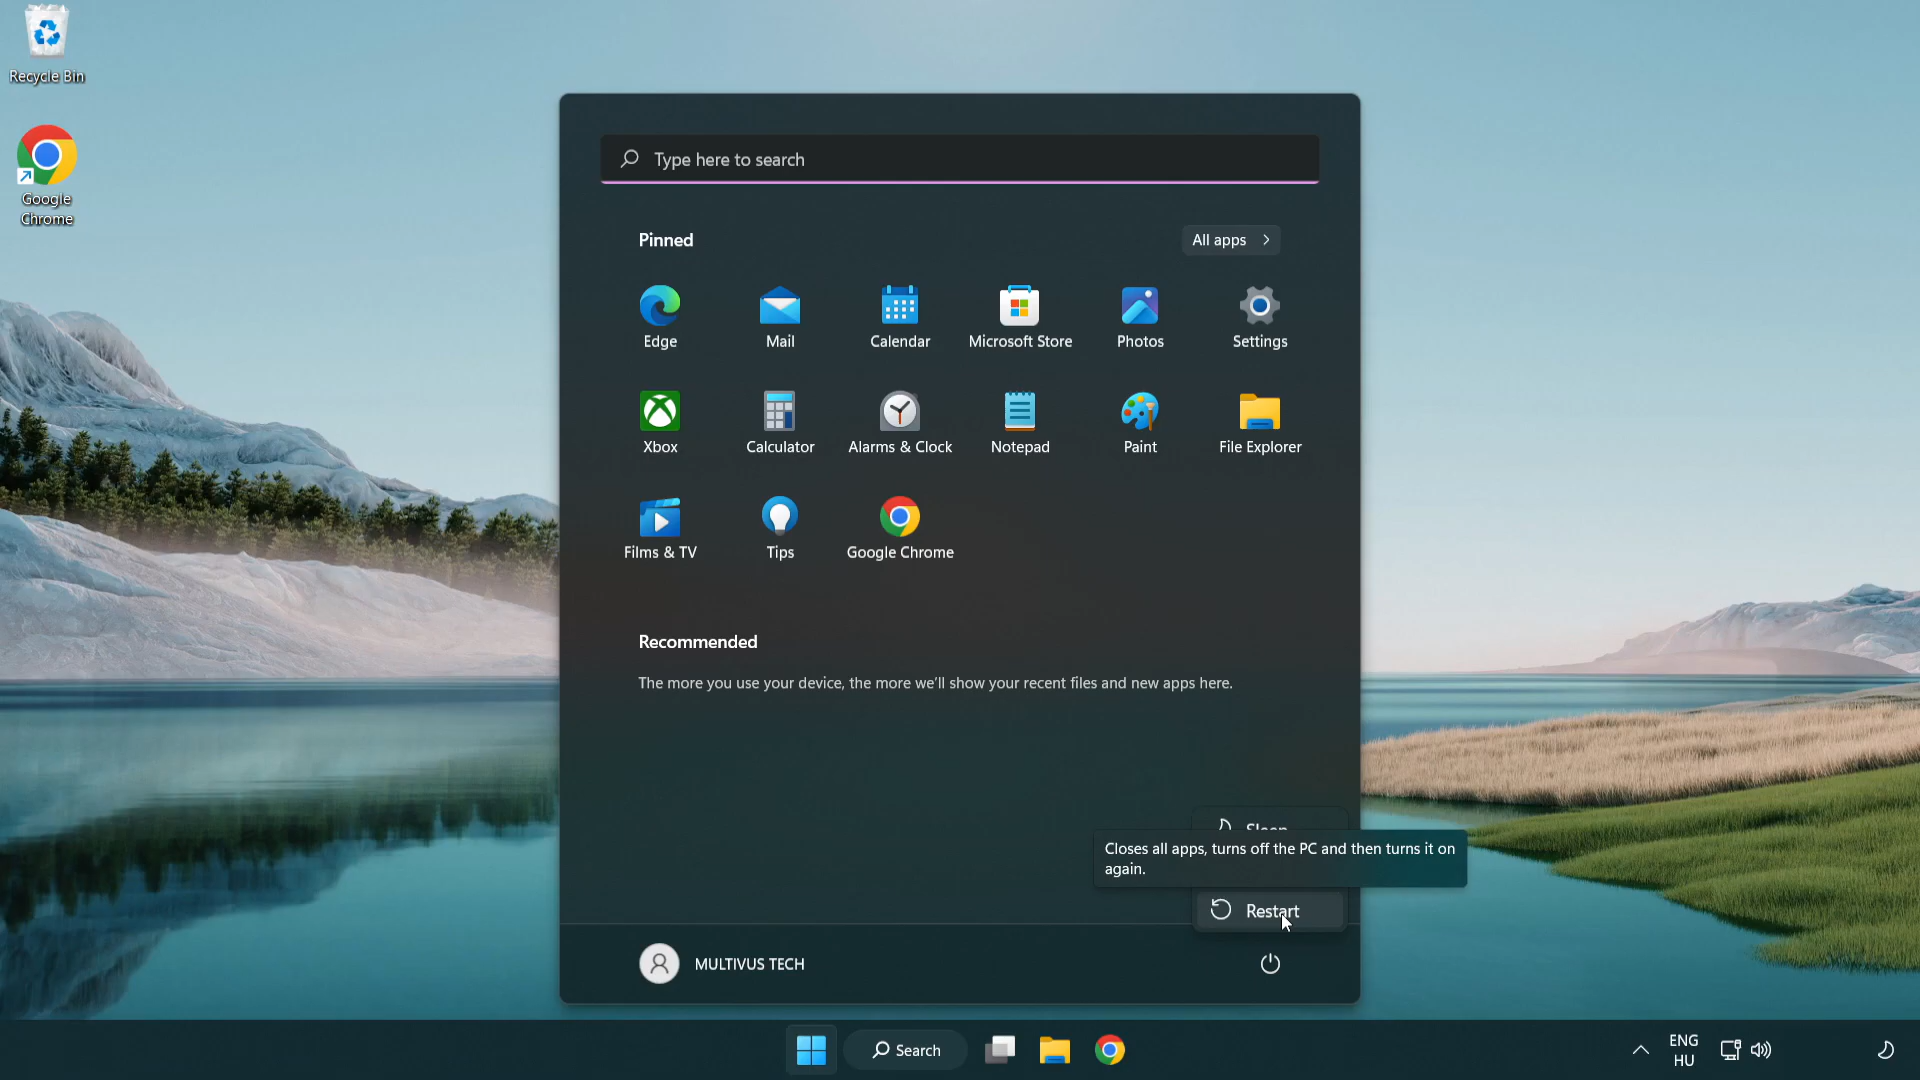 Recycle Bin
Google
Chrome
Type here to search
Pinned
All apps
Edge
Mail
Calendar
Microsoft Store
Photos
Settings
Xbox
Calculator
Alarms & Clock
Notepad
Paint
File Explorer
Films & TV
Tips
Google Chrome
Recommended
The more you use your device, the more we'll show your recent files and new apps here.
Sleep
Closes all apps, turns off the PC and then turns it on
again.
Restart
MULTIVUS TECH
Search
ENG
HU